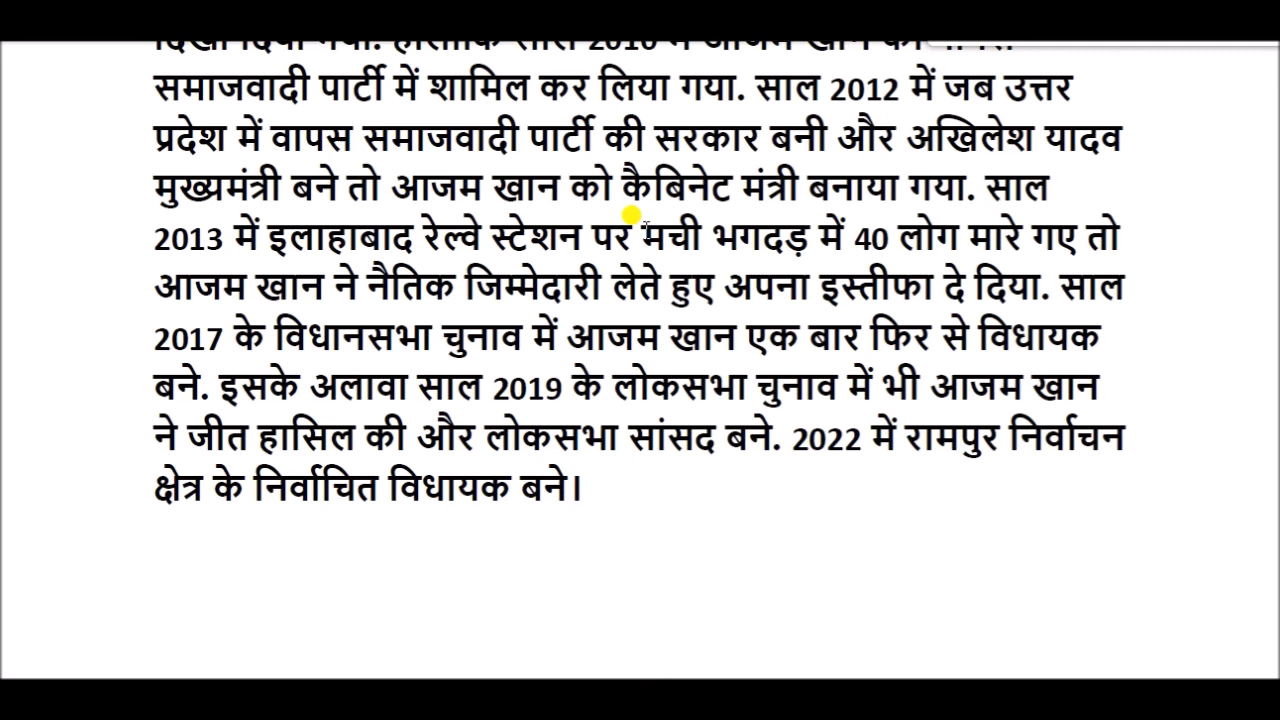 समाजवादी पार्टी में शामिल कर लिया गया. साल 2012 में जब उत्तर
प्रदेश में वापस समाजवादी पार्टी की सरकार बनी और अखिलेश यादव
मुख्यमंत्री बने तो आजम खान को कैबिनेट मंत्री बनाया गया. साल
2013 में इलाहाबाद रेल्वे स्टेशन पर मची भगदड़ में 40 लोग मारे गए तो
आजम खान ने नैतिक जिम्मेदारी लेते हुए अपना इस्तीफा दे दिया. साल
2017 के विधानसभा चुनाव में आजम खान एक बार फिर से विधायक
बने. इसके अलावा साल 2019 के लोकसभा चुनाव में भी आजम खान
ने जीत हासिल की और लोकसभा सांसद बने. 2022 में रामपुर निर्वाचन
क्षेत्र के निर्वाचित विधायक बने।